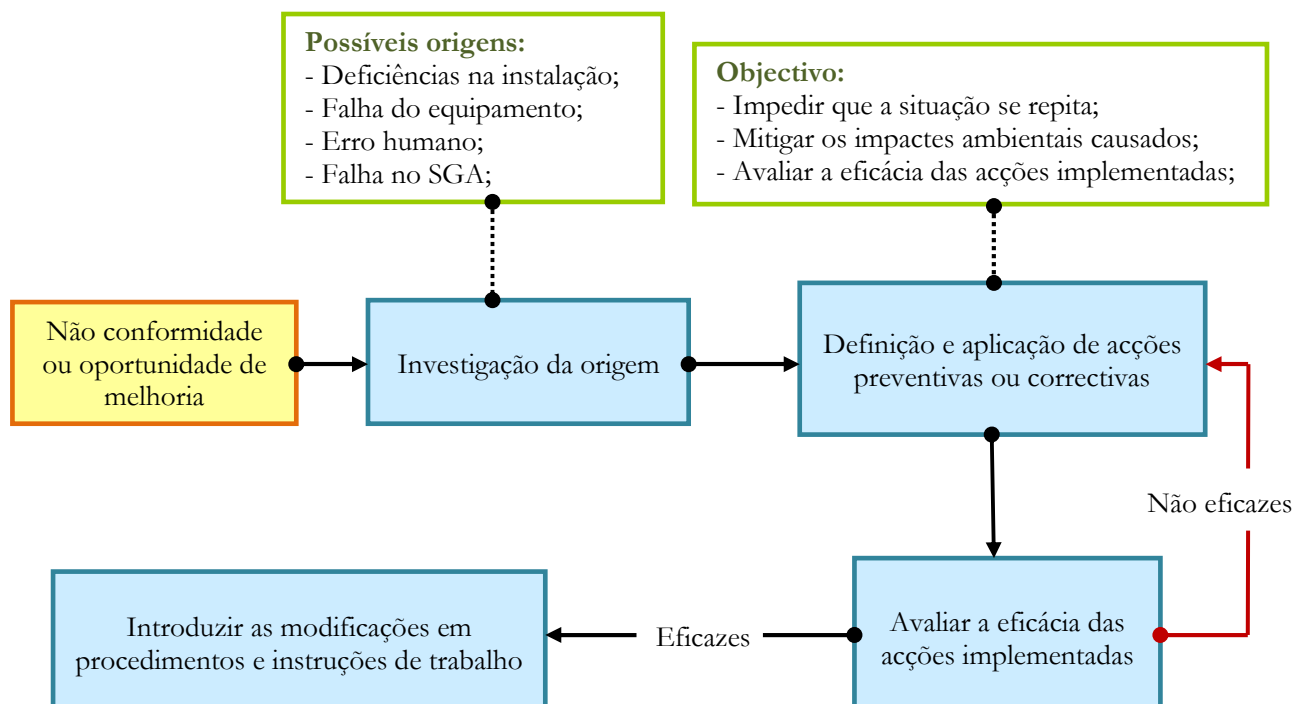 Possíveis origens:
- Deficiências na instalação;
- Falha do equipamento;
- Erro humano;
- Falha no SGA;
Objectivo:
- Impedir que a situação se repita;
- Mitigar os impactes ambientais causados;
- Avaliar a eficácia das acções implementadas;
Não conformidade
ou oportunidade de
melhoria
Investigação da origem
Definição e aplicação de acções
preventivas ou correctivas
Não eficazes
Introduzir as modificações em
procedimentos e instruções de trabalho
Eficazes
Avaliar a eficácia das
acções implementadas